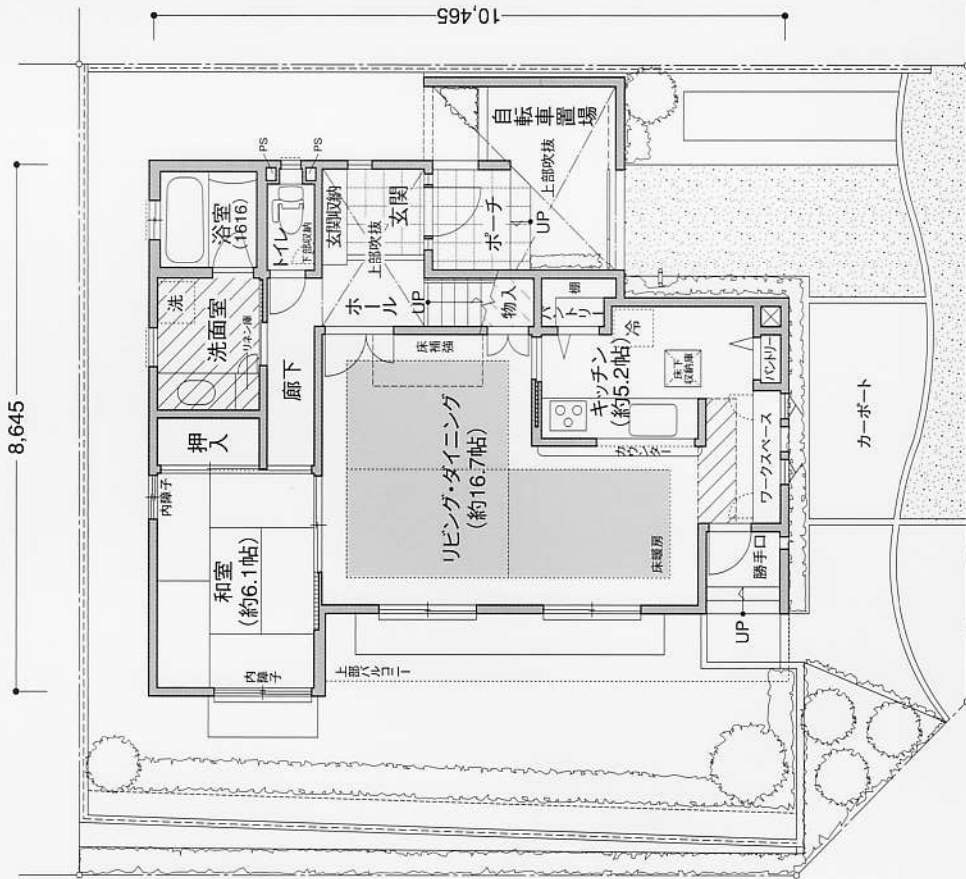 10,465
8,645
PS
PS
浴室
(1616)
トイレ
下部収納
玄関収納
上部吹抜
玄関
自転車置場
上部吹抜
ポーチ
UP
洗
洗面室
リネン庫
ホール
UP
物入
棚
パントリー
廊下
床補強
冷
キッチン
(約5.2帖)
床下
収納庫
パントリー
押入
カウンター
ワークスペース
カーポート
リビング・ダイニング
(約16.7帖)
床暖房
内障子
和室
(約6.1帖)
内障子
勝手口
UP
上部バルコニー